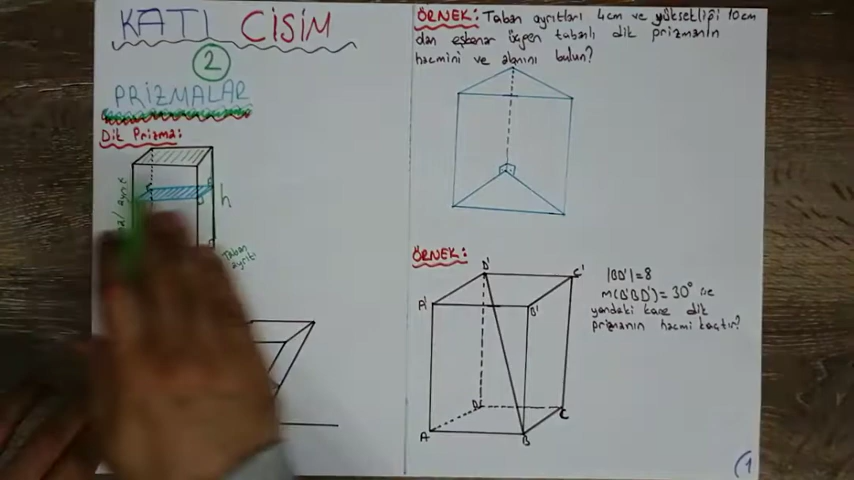 KATI CİSİM
2
PRİZMALAR
Dik Prizma:
h
Taban
ayrıtı
ÖRNEK: Taban ayrıtları 4cm ve yüksekliği 10cm
dan eşkenar üçgen tabanlı dik prizmanın
hacmini ve alanını bulun?
ÖRNEK:
D'
C'
A'
B'
D
C
A
B
|BD'|=8
m(B'BD')=30° ise
yandaki kare dik
prizmanın hacmi kaçtır?
1